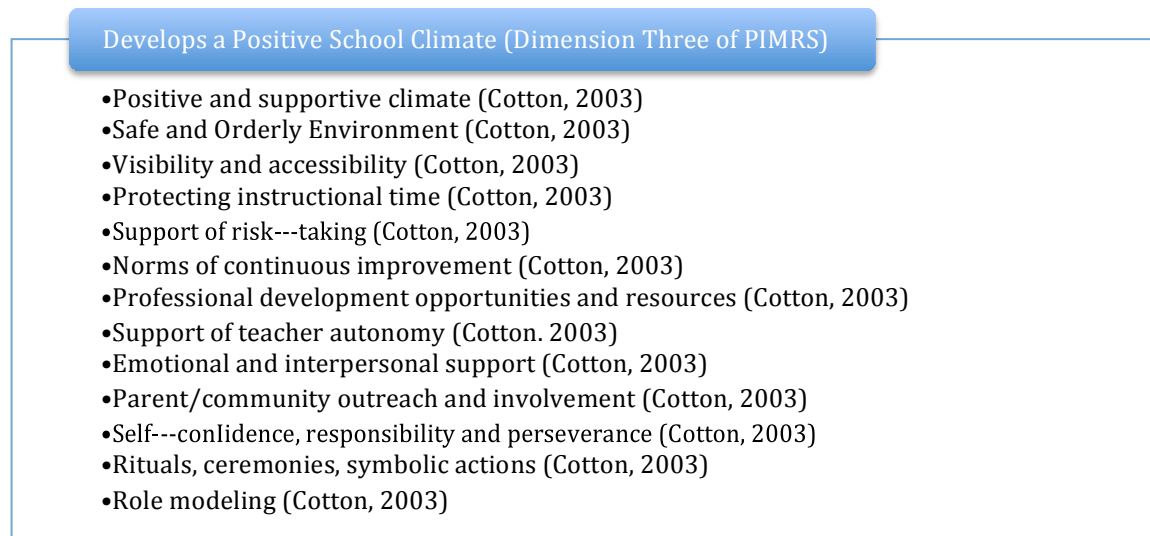 Develops a Positive School Climate (Dimension Three of PIMRS)
•Positive and supportive climate (Cotton, 2003)
•Safe and Orderly Environment (Cotton, 2003)
•Visibility and accessibility (Cotton, 2003)
•Protecting instructional time (Cotton, 2003)
•Support of risk---taking (Cotton, 2003)
•Norms of continuous improvement (Cotton, 2003)
•Professional development opportunities and resources (Cotton, 2003)
•Support of teacher autonomy (Cotton. 2003)
•Emotional and interpersonal support (Cotton, 2003)
•Parent/community outreach and involvement (Cotton, 2003)
•Self---conIidence, responsibility and perseverance (Cotton, 2003)
•Rituals, ceremonies, symbolic actions (Cotton, 2003)
•Role modeling (Cotton, 2003)